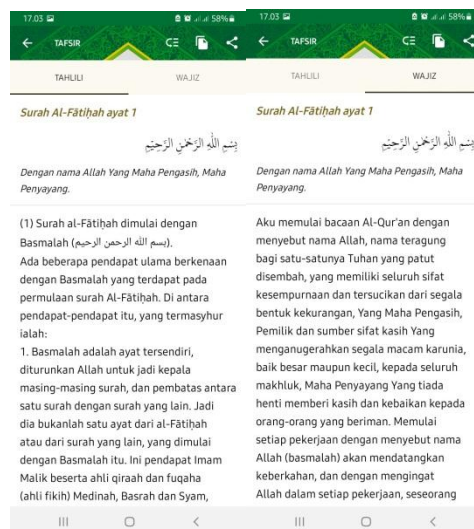 17.03
58%
TAFSIR
TAHLILI WAJIZ
Surah Al-Fātiḥah ayat 1
بِسْمِ اللّٰهِ الرَّحْمٰنِ الرَّحِيْمِ
Dengan nama Allah Yang Maha Pengasih, Maha
Penyayang.
(1) Surah al-Fātiḥah dimulai dengan
Basmalah (بسم الله الرحمن الرحيم).
Ada beberapa pendapat ulama berkenaan
dengan Basmalah yang terdapat pada
permulaan surah Al-Fātiḥah. Di antara
pendapat-pendapat itu, yang termasyhur
ialah:
1. Basmalah adalah ayat tersendiri,
diturunkan Allah untuk jadi kepala
masing-masing surah, dan pembatas antara
satu surah dengan surah yang lain. Jadi
dia bukanlah satu ayat dari al-Fātiḥah
atau dari surah yang lain, yang dimulai
dengan Basmalah itu. Ini pendapat Imam
Malik beserta ahli qiraah dan fuqaha
(ahli fikih) Medinah, Basrah dan Syam,
17.03
58%
TAFSIR
TAHLILI WAJIZ
Surah Al-Fātiḥah ayat 1
بِسْمِ اللّٰهِ الرَّحْمٰنِ الرَّحِيْمِ
Dengan nama Allah Yang Maha Pengasih, Maha
Penyayang.
Aku memulai bacaan Al-Qur'an dengan
menyebut nama Allah, nama teragung
bagi satu-satunya Tuhan yang patut
disembah, yang memiliki seluruh sifat
kesempurnaan dan tersucikan dari segala
bentuk kekurangan, Yang Maha Pengasih,
Pemilik dan sumber sifat kasih Yang
menganugerahkan segala macam karunia,
baik besar maupun kecil, kepada seluruh
makhluk, Maha Penyayang Yang tiada
henti memberi kasih dan kebaikan kepada
orang-orang yang beriman. Memulai
setiap pekerjaan dengan menyebut nama
Allah (basmalah) akan mendatangkan
keberkahan, dan dengan mengingat
Allah dalam setiap pekerjaan, seseorang